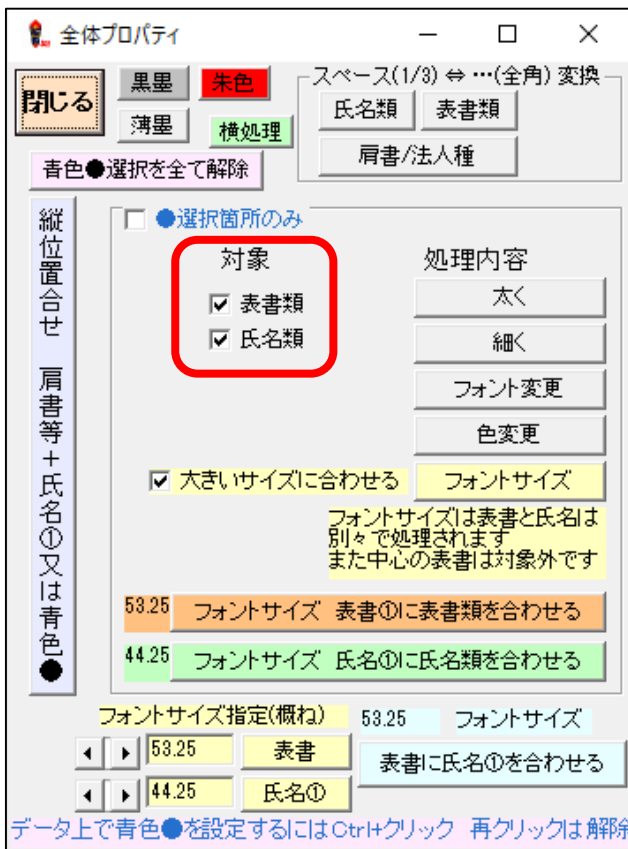 全体プロパティ
閉じる
黒墨
朱色
薄墨
横処理
青色●選択を全て解除
スペース(1/3) ⇔ …(全角) 変換
氏名類
表書類
肩書/法人種
縦位置合せ 肩書等+氏名①又は青色●
●選択箇所のみ
対象
処理内容
表書類
氏名類
太く
細く
フォント変更
色変更
大きいサイズに合わせる
フォントサイズ
フォントサイズは表書と氏名は
別々で処理されます
また中心の表書は対象外です
53.25 フォントサイズ 表書①に表書類を合わせる
44.25 フォントサイズ 氏名①に氏名類を合わせる
フォントサイズ指定(概ね)
53.25 フォントサイズ
53.25 表書
表書に氏名①を合わせる
44.25 氏名①
データ上で青色●を設定するにはCtrl+クリック 再クリックは解除